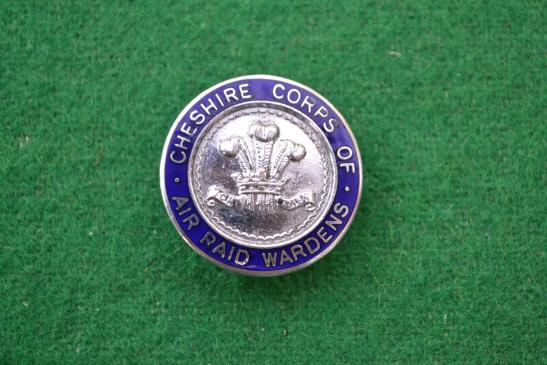 CHESHIRE CORPS OF
AIR RAID WARDENS